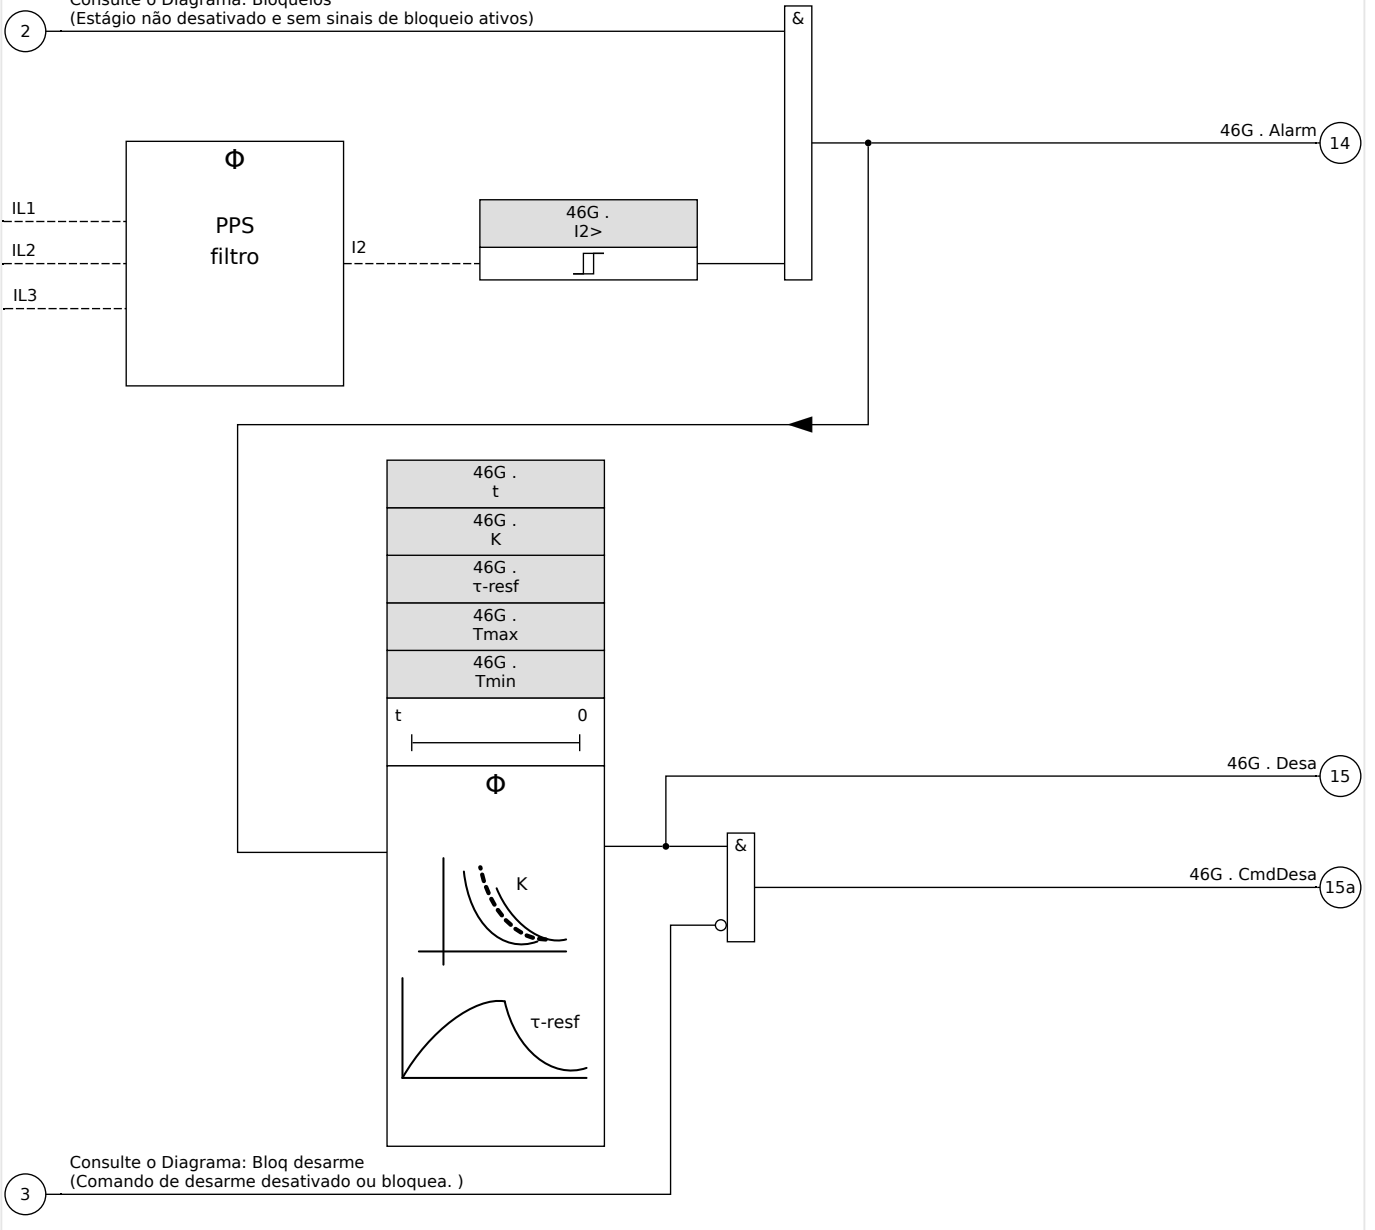 Consulte o Diagrama: Bloqueios
(Estágio não desativado e sem sinais de bloqueio ativos)
2
&
46G . Alarm
14
Φ
PPS
filtro
IL1
IL2
IL3
I2
46G .
I2>
46G .
t
46G .
K
46G .
τ-resf
46G .
Tmax
46G .
Tmin
t 0
Φ
K
τ-resf
46G . Desa
15
&
46G . CmdDesa
15a
Consulte o Diagrama: Bloq desarme
(Comando de desarme desativado ou bloquea. )
3